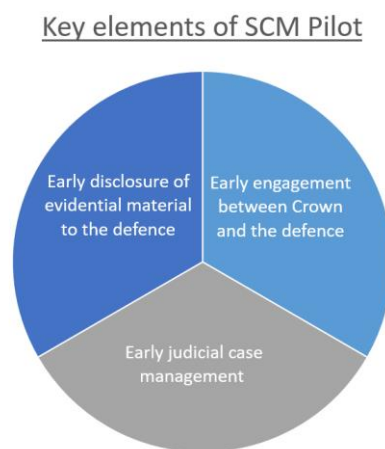 Key elements of SCM Pilot
Early disclosure of
evidential material
to the defence
Early engagement
between Crown
and the defence
Early judicial case
management